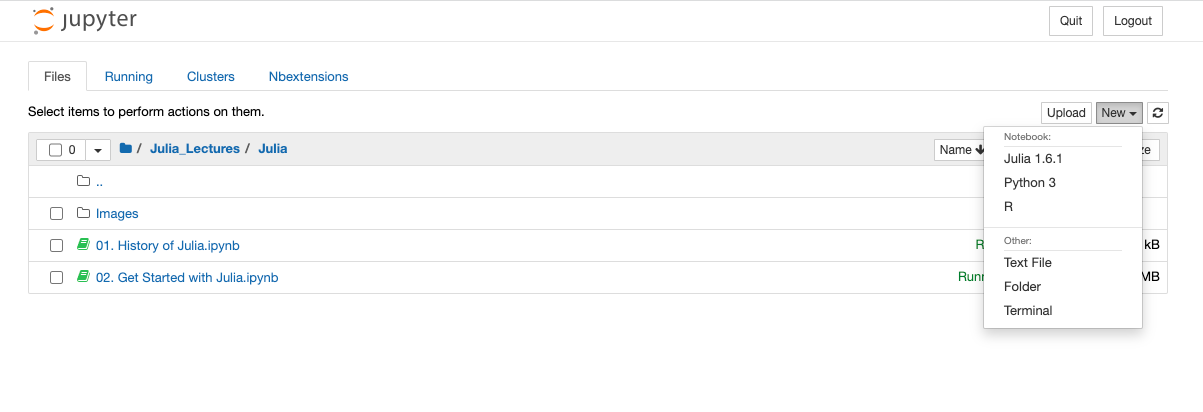 jupyter
Quit
Logout
Files
Running
Clusters
Nbextensions
Select items to perform actions on them.
Upload
New
0
/ Julia_Lectures / Julia
Name
Notebook:
Julia 1.6.1
Python 3
R
Other:
Text File
Folder
Terminal
..
Images
01. History of Julia.ipynb
kB
02. Get Started with Julia.ipynb
MB